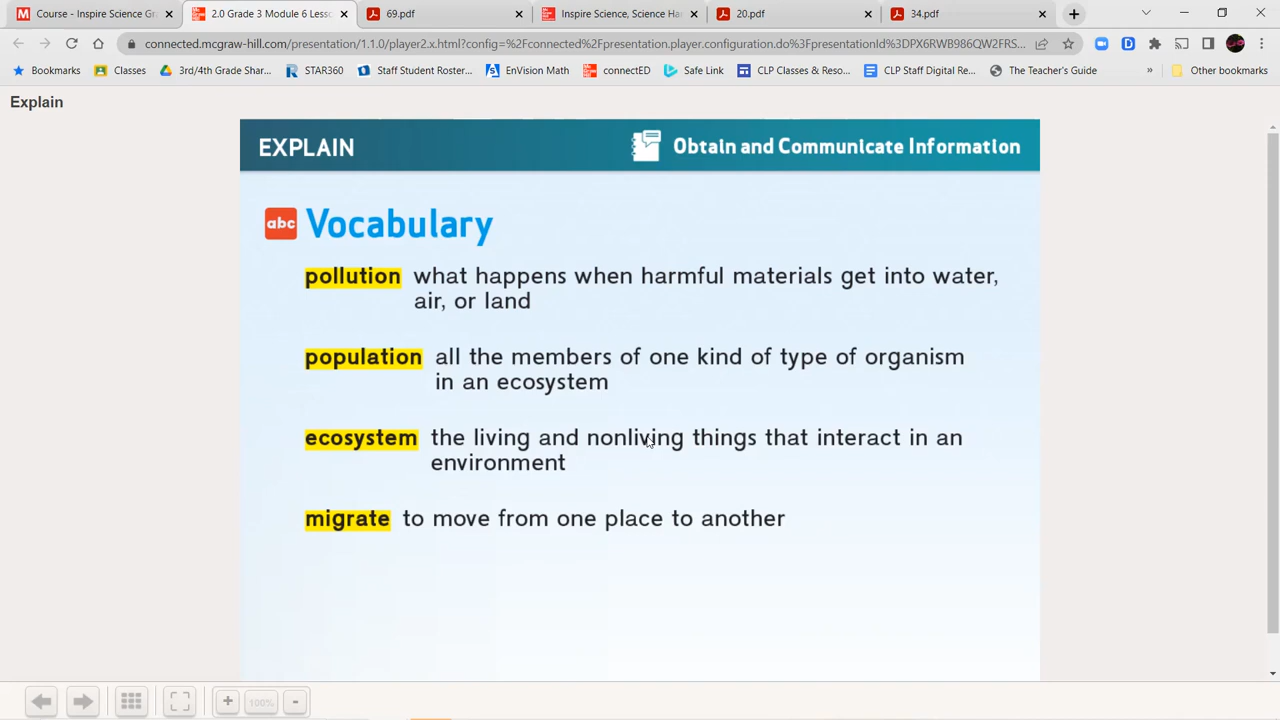 Course - Inspire Science Gr
2.0 Grade 3 Module 6 Lesso
69.pdf
Inspire Science, Science Ha
20.pdf
34.pdf
connected.mcgraw-hill.com/presentation/1.1.0/player2x.html?config=%2Fconnected%2Fpresentation.player.configuration.do%3FpresentationId%3DPX6RWB98GQW2FRS...
Bookmarks
Classes
3rd/4th Grade Shar...
STAR360
Staff Student Roster...
EnVision Math
connectED
Safe Link
CLP Classes & Reso...
CLP Staff Digital Re...
The Teacher's Guide
»
Other bookmarks
Explain
EXPLAIN
Obtain and Communicate Information
abc Vocabulary
pollution what happens when harmful materials get into water,
air, or land
population all the members of one kind of type of organism
in an ecosystem
ecosystem the living and nonliving things that interact in an
environment
migrate to move from one place to another
+ 100% -